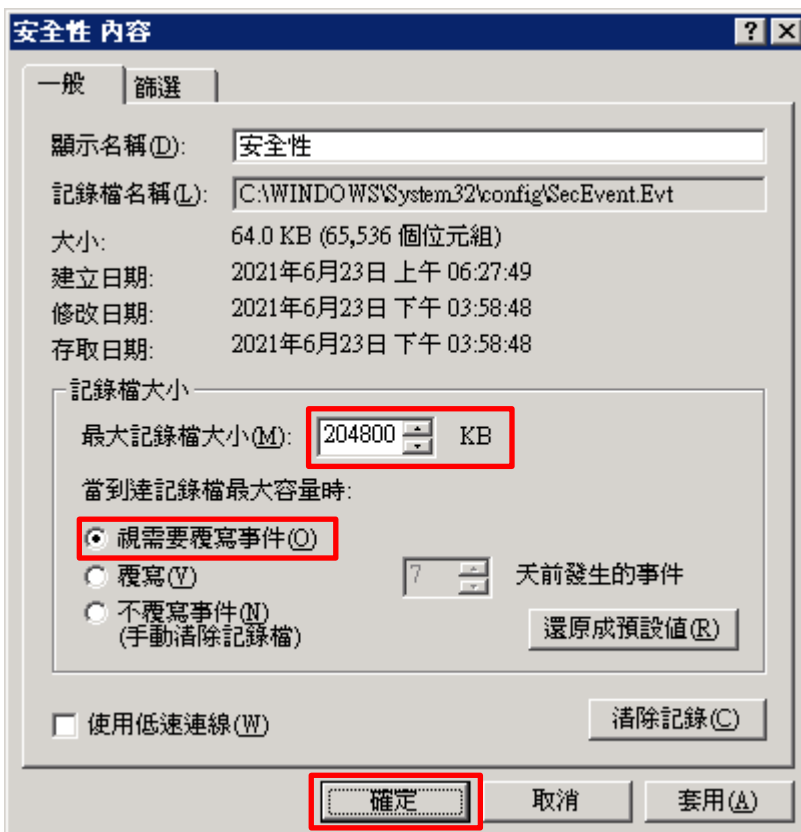 安全性 內容
一般 篩選
顯示名稱(D): 安全性
記錄檔名稱(L): C:\WINDOWS\System32\config\SecEvent.Evt
大小: 64.0 KB (65,536 個位元組)
建立日期: 2021年6月23日 上午 06:27:49
修改日期: 2021年6月23日 下午 03:58:48
存取日期: 2021年6月23日 下午 03:58:48
記錄檔大小
最大記錄檔大小(M): 204800 KB
當到達記錄檔最大容量時:
視需要覆寫事件(O)
覆寫(V) 7 天前發生的事件
不覆寫事件(N)
(手動清除記錄檔)
還原成預設值(R)
使用低速連線(W) 清除記錄(C)
確定 取消 套用(A)